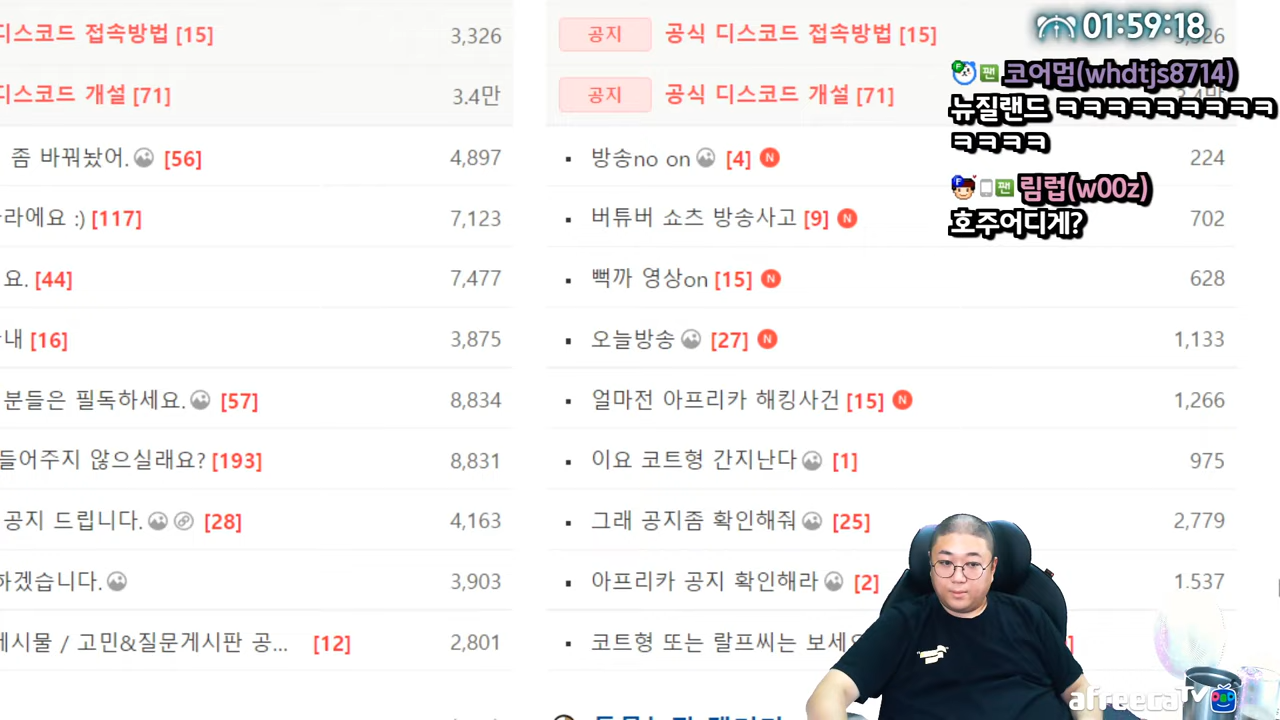 디스코드 접속방법 [15] 3,326
디스코드 개설 [71] 3.4만
좀 바꿔놨어. [56] 4,897
라에요 :) [117] 7,123
요. [44] 7,477
내 [16] 3,875
분들은 필독하세요. [57] 8,834
들어주지 않으실래요? [193] 8,831
공지 드립니다. [28] 4,163
하겠습니다. 3,903
게시물 / 고민&질문게시판 공... [12] 2,801
공지 공식 디스코드 접속방법 [15]
공지 공식 디스코드 개설 [71] 3.4만
방송no on [4] N 224
버튜버 쇼츠 방송사고 [9] N 702
뻑까 영상on [15] N 628
오늘방송 [27] N 1,133
얼마전 아프리카 해킹사건 [15] N 1,266
이요 코트형 간지난다 [1] 975
그래 공지좀 확인해줘 [25] 2,779
아프리카 공지 확인해라 [2] 1,537
코트형 또는 랄프씨는 보세
01:59:18
F 팬 코어멈(whdtjs8714)
뉴질랜드 ㅋㅋㅋㅋㅋㅋㅋㅋㅋ
ㅋㅋㅋㅋ
F 팬 림럽(w00z)
호주어디게?
afreecaTV